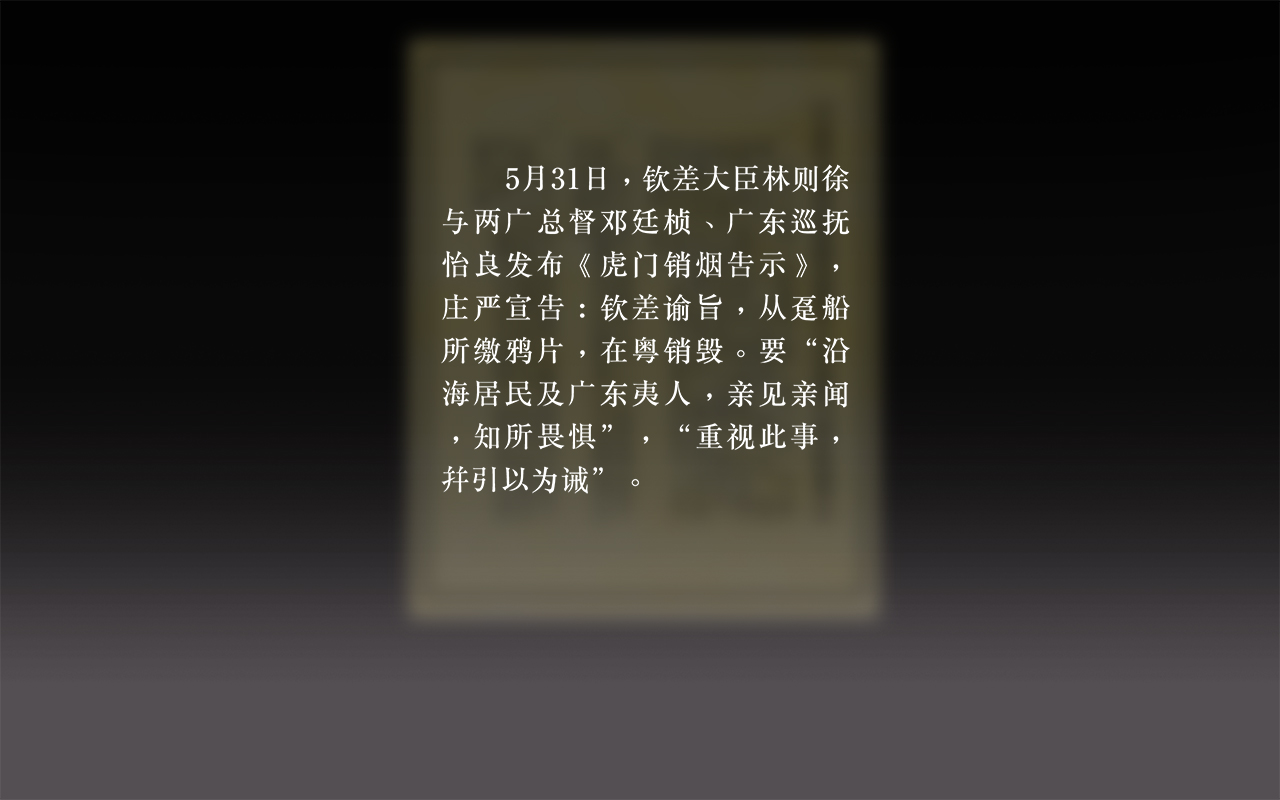 5月31日，钦差大臣林则徐
与两广总督邓廷桢、广东巡抚
怡良发布《虎门销烟告示》，
庄严宣告：钦差谕旨，从趸船
所缴鸦片，在粤销毁。要“沿
海居民及广东夷人，亲见亲闻
，知所畏惧”，“重视此事，
并引以为诫”。